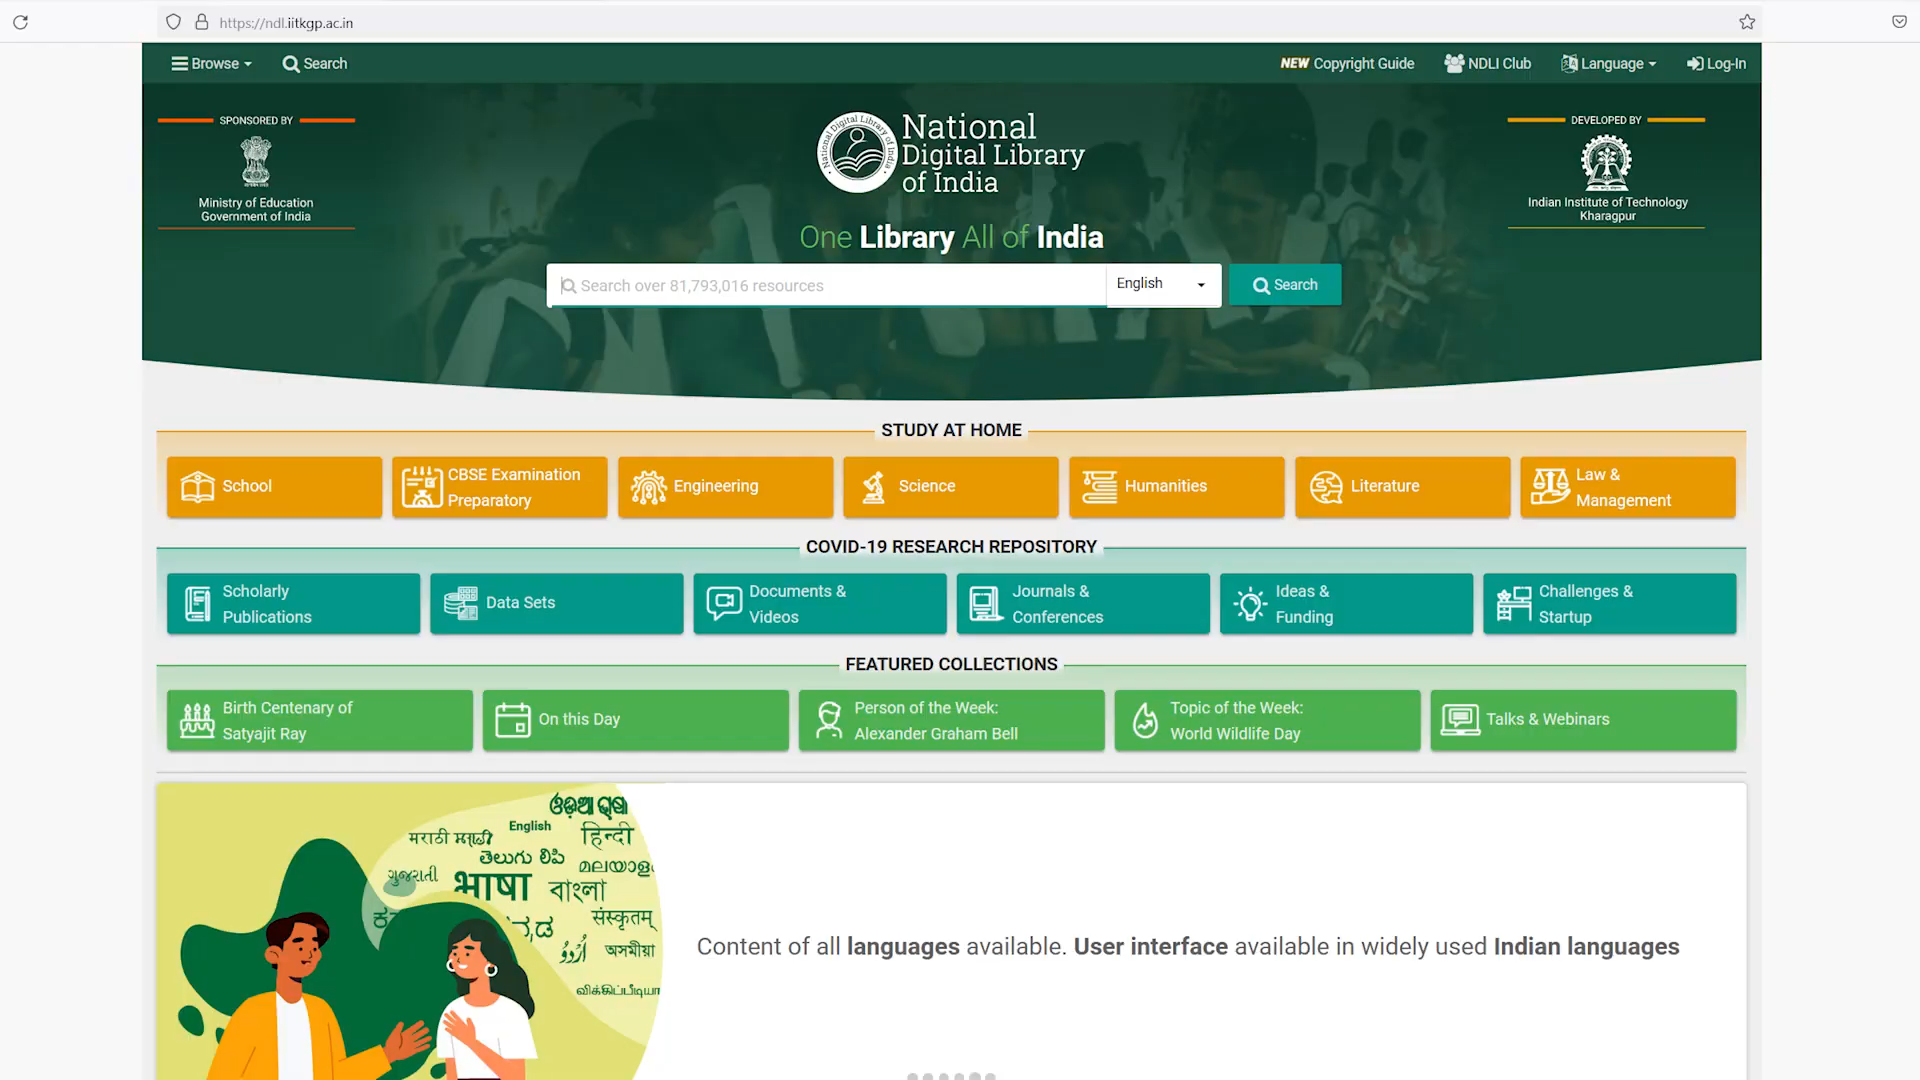 https://ndl.iitkgp.ac.in
Browse
Search
NEW Copyright Guide
NDLI Club
Language
Log-In
SPONSORED BY
Ministry of Education
Government of India
National Digital Library of India
National
Digital Library
of India
DEVELOPED BY
Indian Institute of Technology
Kharagpur
One Library All of India
Search over 81,793,016 resources
English
Search
STUDY AT HOME
School
CBSE Examination
Preparatory
Engineering
Science
Humanities
Literature
Law &
Management
COVID-19 RESEARCH REPOSITORY
Scholarly
Publications
Data Sets
Documents &
Videos
Journals &
Conferences
Ideas &
Funding
Challenges &
Startup
FEATURED COLLECTIONS
Birth Centenary of
Satyajit Ray
On this Day
Person of the Week:
Alexander Graham Bell
Topic of the Week:
World Wildlife Day
Talks & Webinars
English
मराठी
हिन्दी
తెలుగు లిపి
ગુજરાતી
भाषा
বাংলা
संस्कृतम्
اُردُو
অসমীয়া
Content of all languages available. User interface available in widely used Indian languages